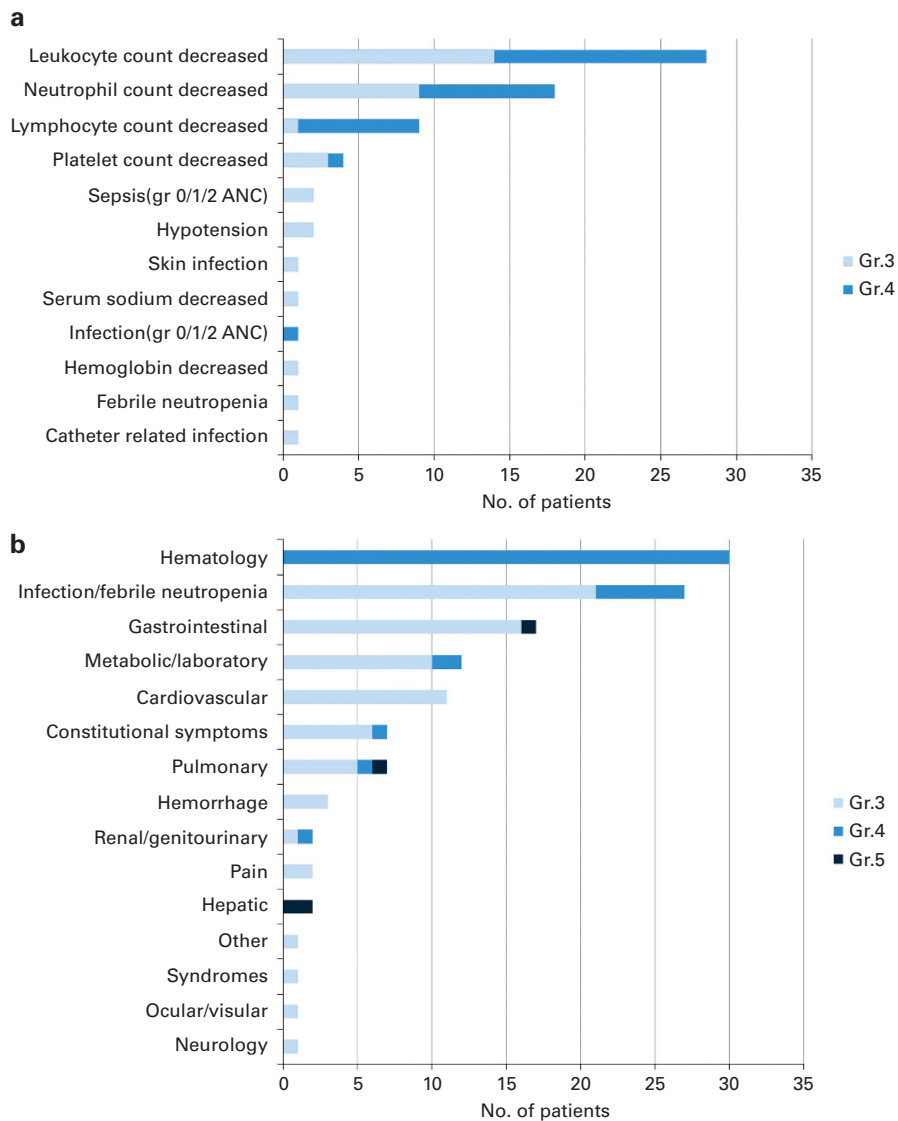 a
Leukocyte count decreased
Neutrophil count decreased
Lymphocyte count decreased
Platelet count decreased
Sepsis(gr 0/1/2 ANC)
Hypotension
Skin infection
Serum sodium decreased
Infection(gr 0/1/2 ANC)
Hemoglobin decreased
Febrile neutropenia
Catheter related infection
0 5 10 15 20 25 30 35
No. of patients
Gr.3
Gr.4
b
Hematology
Infection/febrile neutropenia
Gastrointestinal
Metabolic/laboratory
Cardiovascular
Constitutional symptoms
Pulmonary
Hemorrhage
Renal/genitourinary
Pain
Hepatic
Other
Syndromes
Ocular/visular
Neurology
0 5 10 15 20 25 30 35
No. of patients
Gr.3
Gr.4
Gr.5